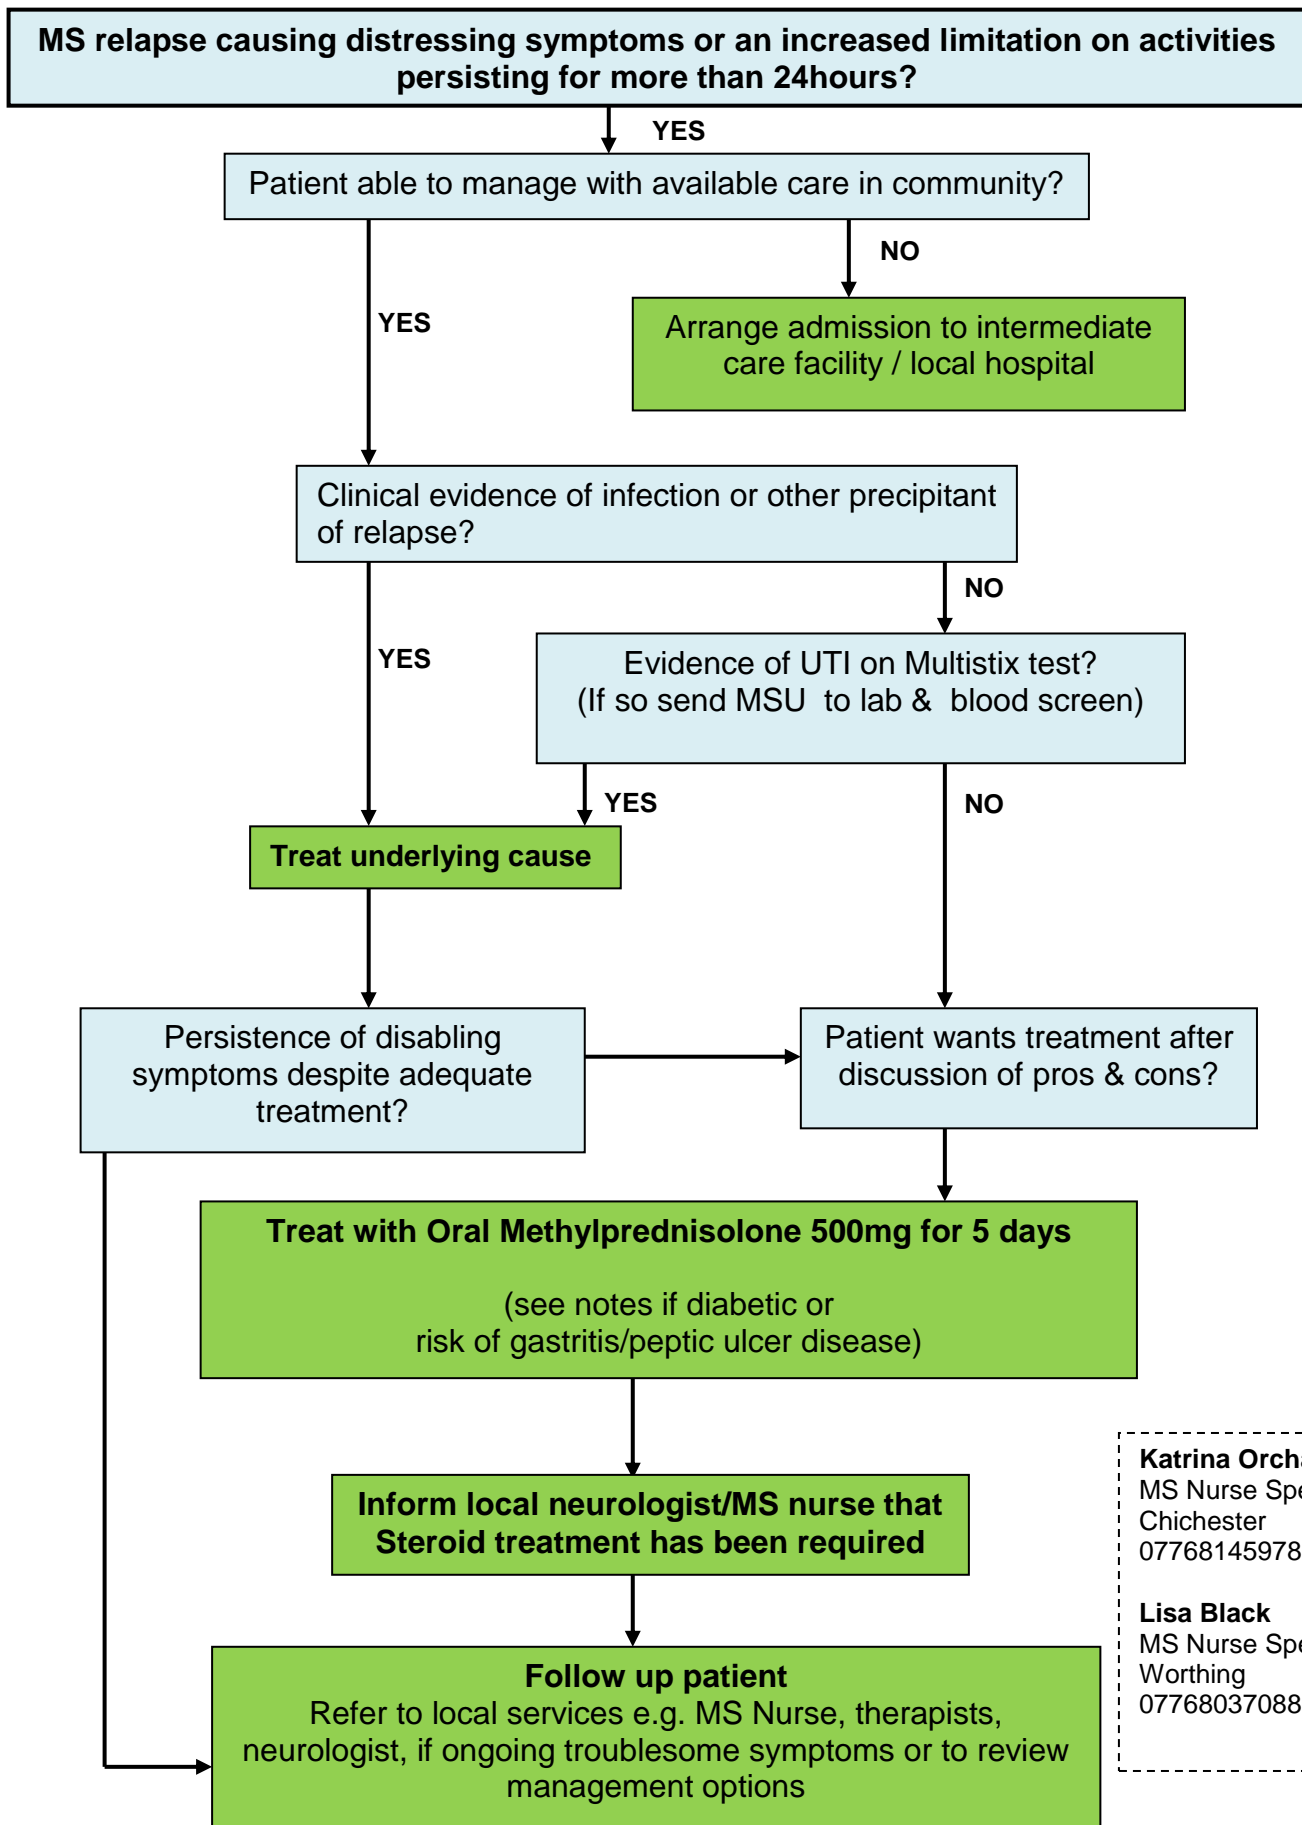 MS relapse causing distressing symptoms or an increased limitation on activities
persisting for more than 24hours?
YES
Patient able to manage with available care in community?
NO
YES
Arrange admission to intermediate
care facility / local hospital
Clinical evidence of infection or other precipitant
of relapse?
NO
YES
Evidence of UTI on Multistix test?
(If so send MSU to lab & blood screen)
YES
NO
Treat underlying cause
Persistence of disabling
symptoms despite adequate
treatment?
Patient wants treatment after
discussion of pros & cons?
Treat with Oral Methylprednisolone 500mg for 5 days
(see notes if diabetic or
risk of gastritis/peptic ulcer disease)
Inform local neurologist/MS nurse that
Steroid treatment has been required
Follow up patient
Refer to local services e.g. MS Nurse, therapists,
neurologist, if ongoing troublesome symptoms or to review
management options
Katrina
MS Nurse
Chichester
07768145978
Lisa Black
MS Nurse
Worthing
07768037088